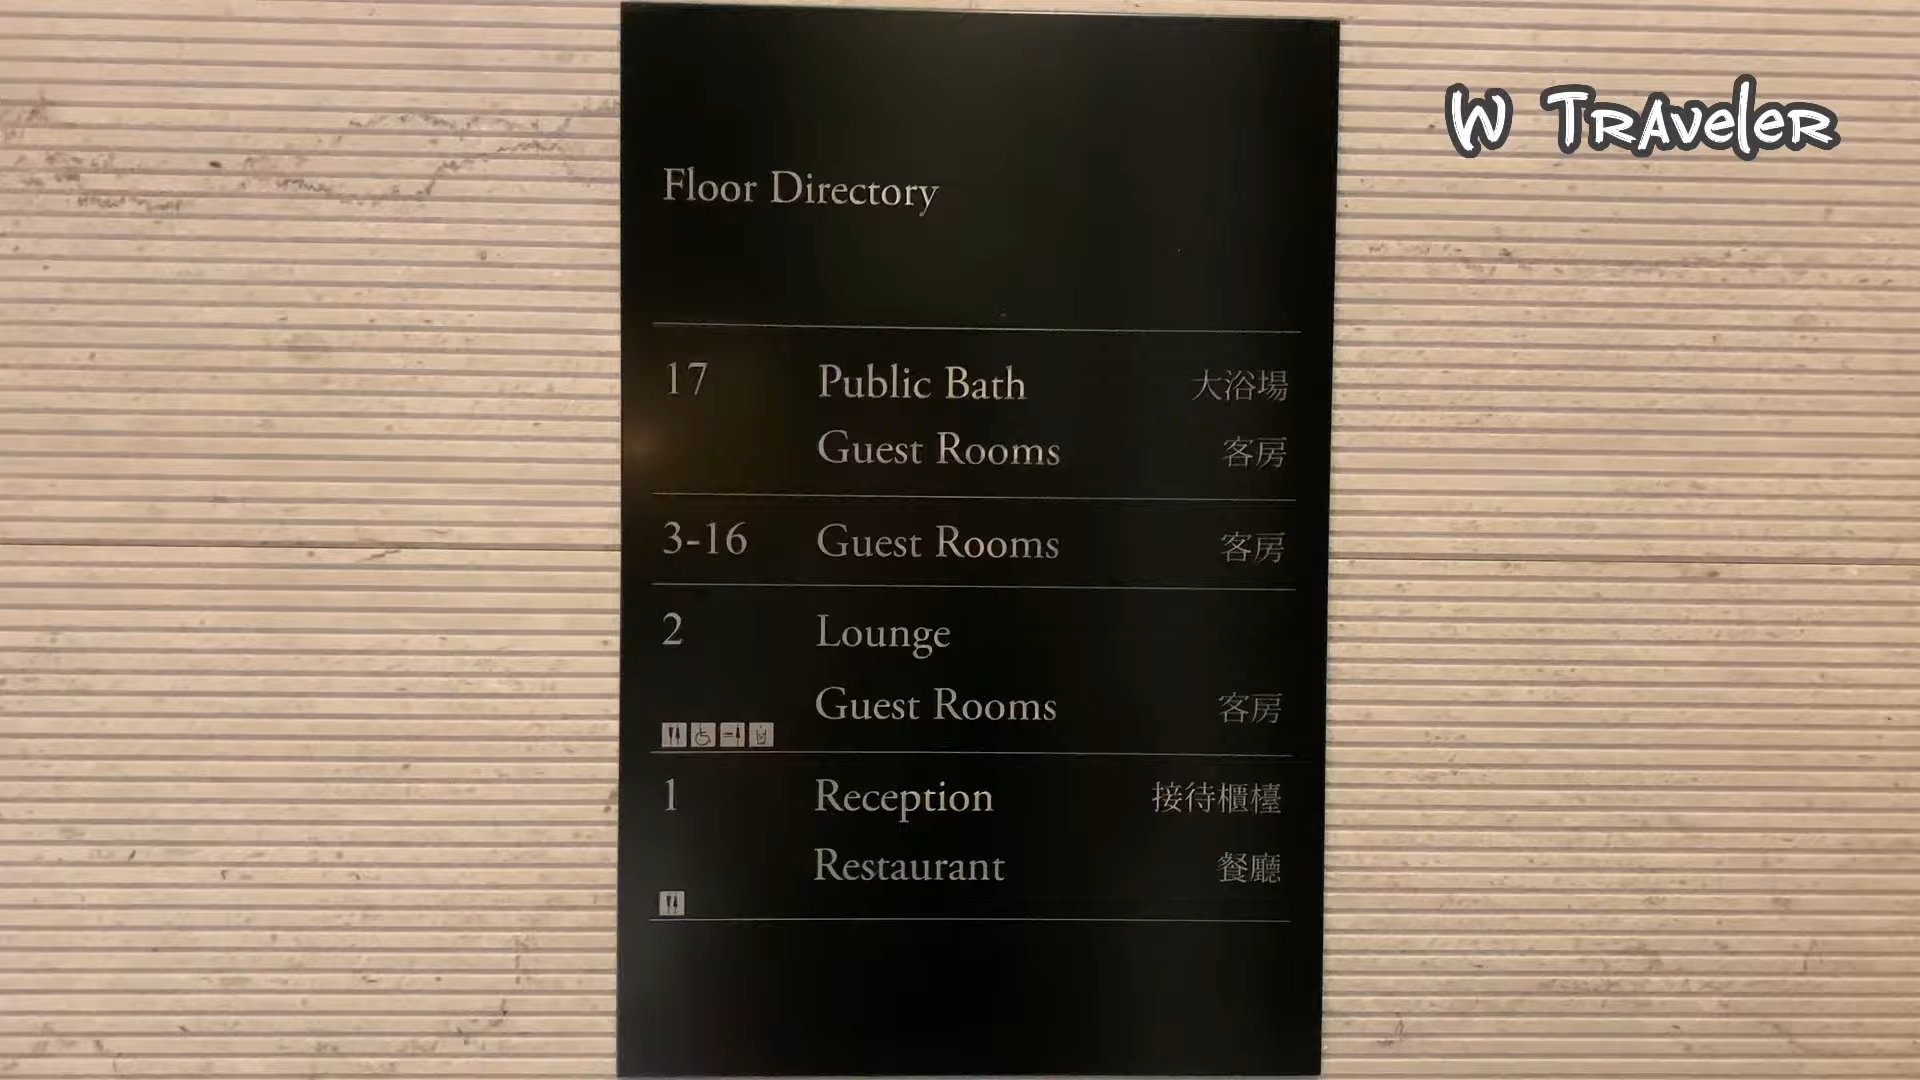 W Traveler
Floor Directory
17 Public Bath 大浴場
Guest Rooms 客房
3-16 Guest Rooms 客房
2 Lounge
Guest Rooms 客房
1 Reception 接待櫃檯
Restaurant 餐廳